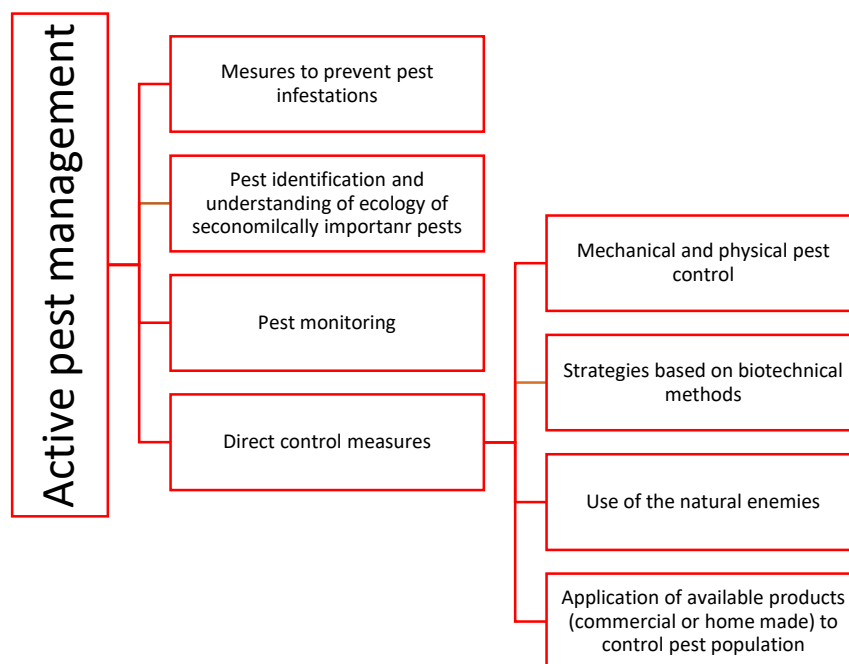 Active pest management
Mesures to prevent pest
infestations
Pest identification and
understanding of ecology of
seconomilcally importanr pests
Pest monitoring
Direct control measures
Mechanical and physical pest
control
Strategies based on biotechnical
methods
Use of the natural enemies
Application of available products
(commercial or home made) to
control pest population